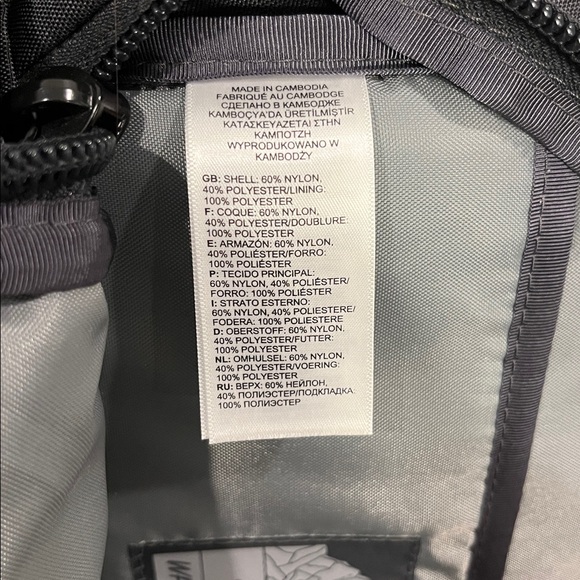 MADE IN CAMBODIA
FABRIQUÉ AU CAMBODGE
СДЕЛАНО В КАМБОДЖЕ
KAMBOÇYA'DA ÜRETİLMİŞTİR
ΚΑΤΑΣΚΕΥΑΖΕΤΑΙ ΣΤΗΝ
ΚΑΜΠΟΤΖΗ
WYPRODUKOWANO W
KAMBODŻY
GB: SHELL: 60% NYLON,
40% POLYESTER/LINING:
100% POLYESTER
F: COQUE: 60% NYLON,
40% POLYESTER/DOUBLURE:
100% POLYESTER
E: ARMAZÓN: 60% NYLON,
40% POLIÉSTER/FORRO:
100% POLIÉSTER
P: TECIDO PRINCIPAL:
60% NYLON, 40% POLIÉSTER/
FORRO: 100% POLIÉSTER
I: STRATO ESTERNO:
60% NYLON, 40% POLIESTERE/
FODERA: 100% POLIESTERE
D: OBERSTOFF: 60% NYLON,
40% POLYESTER/FUTTER:
100% POLYESTER
NL: OMHULSEL: 60% NYLON,
40% POLYESTER/VOERING:
100% POLYESTER
RU: ВЕРХ: 60% НЕЙЛОН,
40% ПОЛИЭСТЕР/ПОДКЛАДКА:
100% ПОЛИЭСТЕР